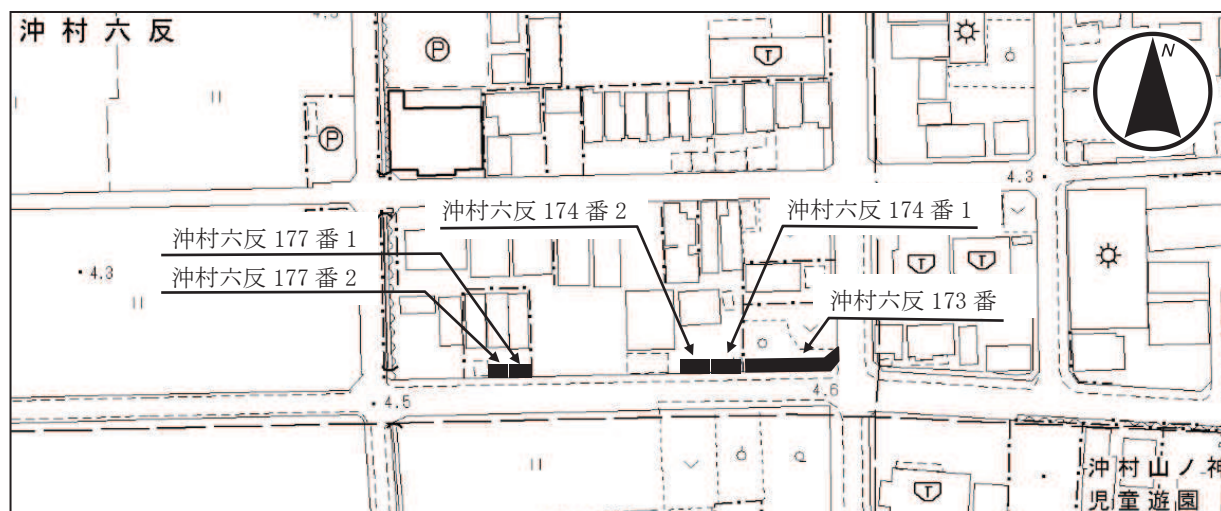 4.3
沖村六反
P
T
N
P
4.3
沖村六反 174 番 2
沖村六反 174 番 1
沖村六反 177 番 1
4.3
T
T
沖村六反 177 番 2
沖村六反 173 番
4.5
4.6
沖村山ノ神
児童遊園
T